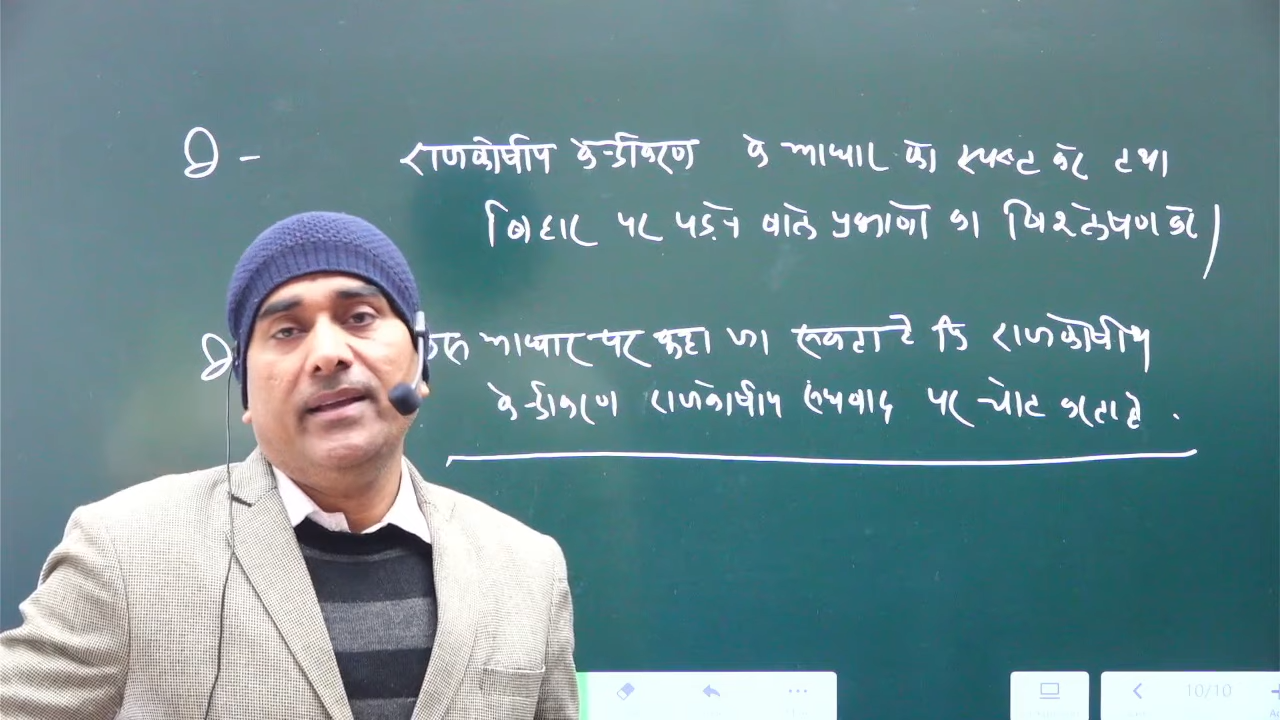 Q - राजकोषीय केन्द्रीकरण के आधार को स्पष्ट करे तथा
बिहार पर पड़ने वाले प्रभावों का विश्लेषण करे।
Q आधार पर कहा जा सकता है कि राजकोषीय
केन्द्रीकरण राजकोषीय संघवाद पर चोट करता है .
10/10